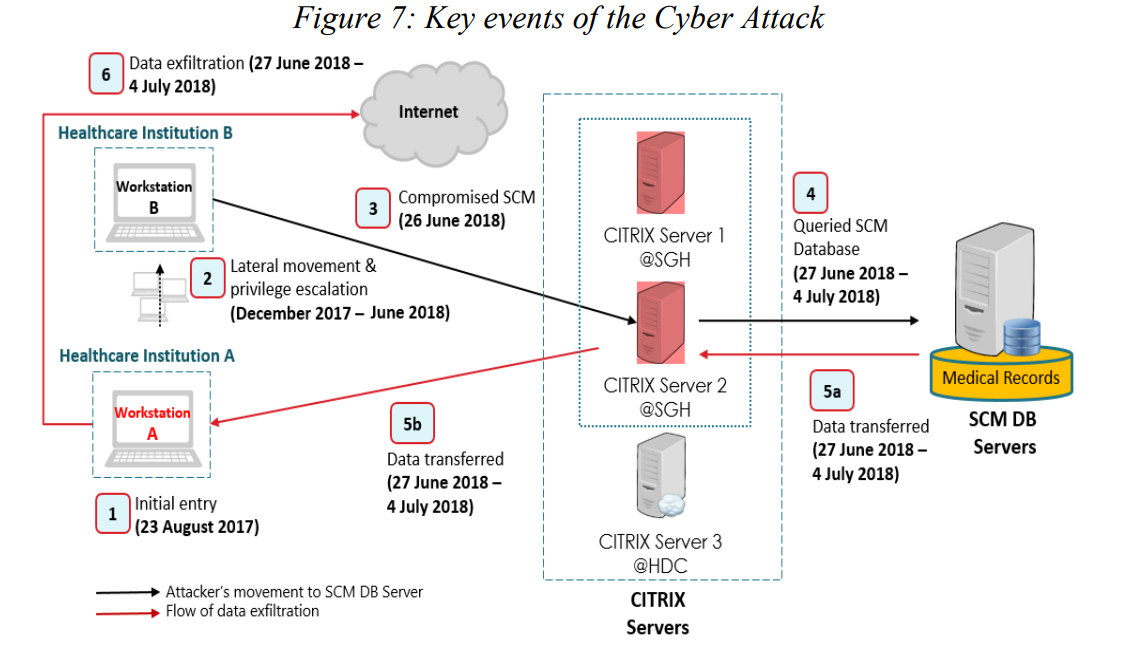 Figure 7: Key events of the Cyber Attack
6
Data exfiltration (27 June 2018 –
4 July 2018)
Internet
Healthcare Institution B
Workstation
B
3
Compromised SCM
(26 June 2018)
2
Lateral movement &
privilege escalation
(December 2017 – June 2018)
Healthcare Institution A
Workstation
A
1
Initial entry
(23 August 2017)
5b
Data transferred
(27 June 2018 –
4 July 2018)
CITRIX Server 1
@SGH
CITRIX Server 2
@SGH
CITRIX Server 3
@HDC
CITRIX
Servers
4
Queried SCM
Database
(27 June 2018 –
4 July 2018)
5a
Data transferred
(27 June 2018 –
4 July 2018)
Medical Records
SCM DB
Servers
Attacker's movement to SCM DB Server
Flow of data exfiltration